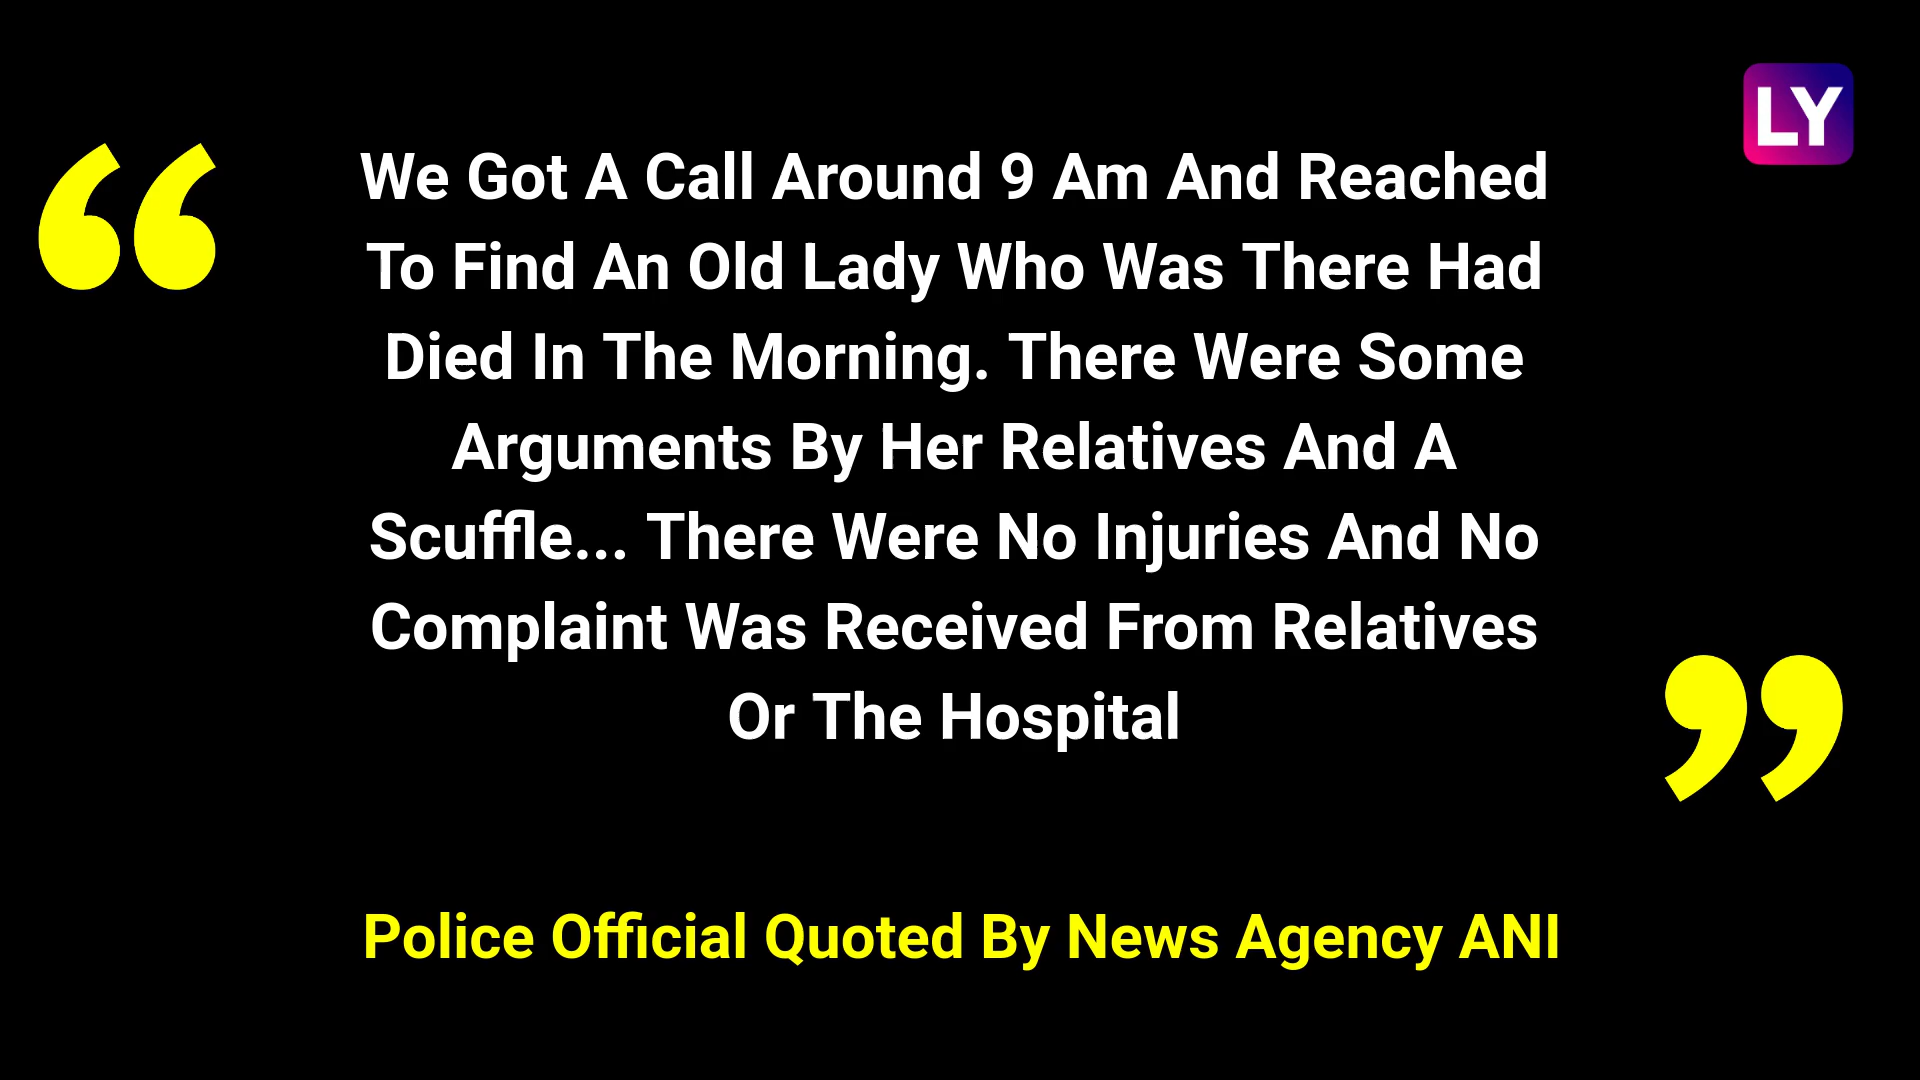 LY
“
We Got A Call Around 9 Am And Reached
To Find An Old Lady Who Was There Had
Died In The Morning. There Were Some
Arguments By Her Relatives And A
Scuffle... There Were No Injuries And No
Complaint Was Received From Relatives
Or The Hospital
”
Police Official Quoted By News Agency ANI